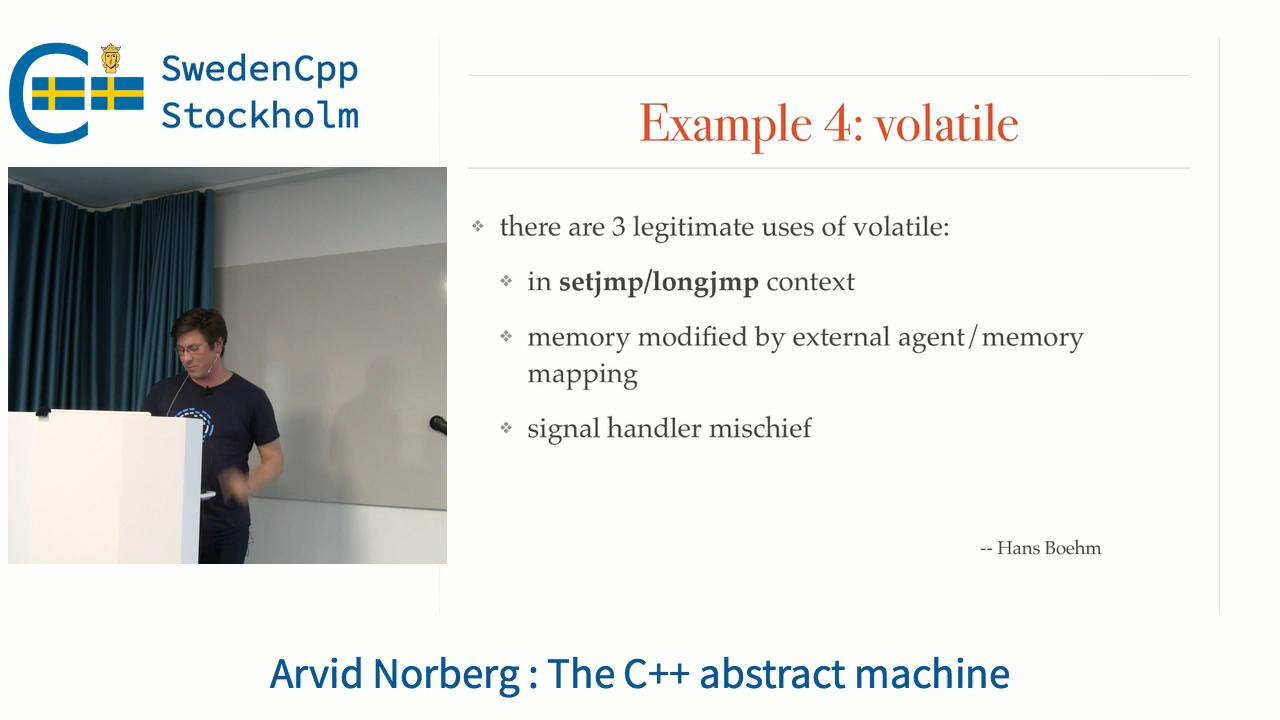 SwedenCpp
Stockholm
Example 4: volatile
there are 3 legitimate uses of volatile:
in setjmp/longjmp context
memory modified by external agent/memory
mapping
signal handler mischief
-- Hans Boehm
Arvid Norberg : The C++ abstract machine